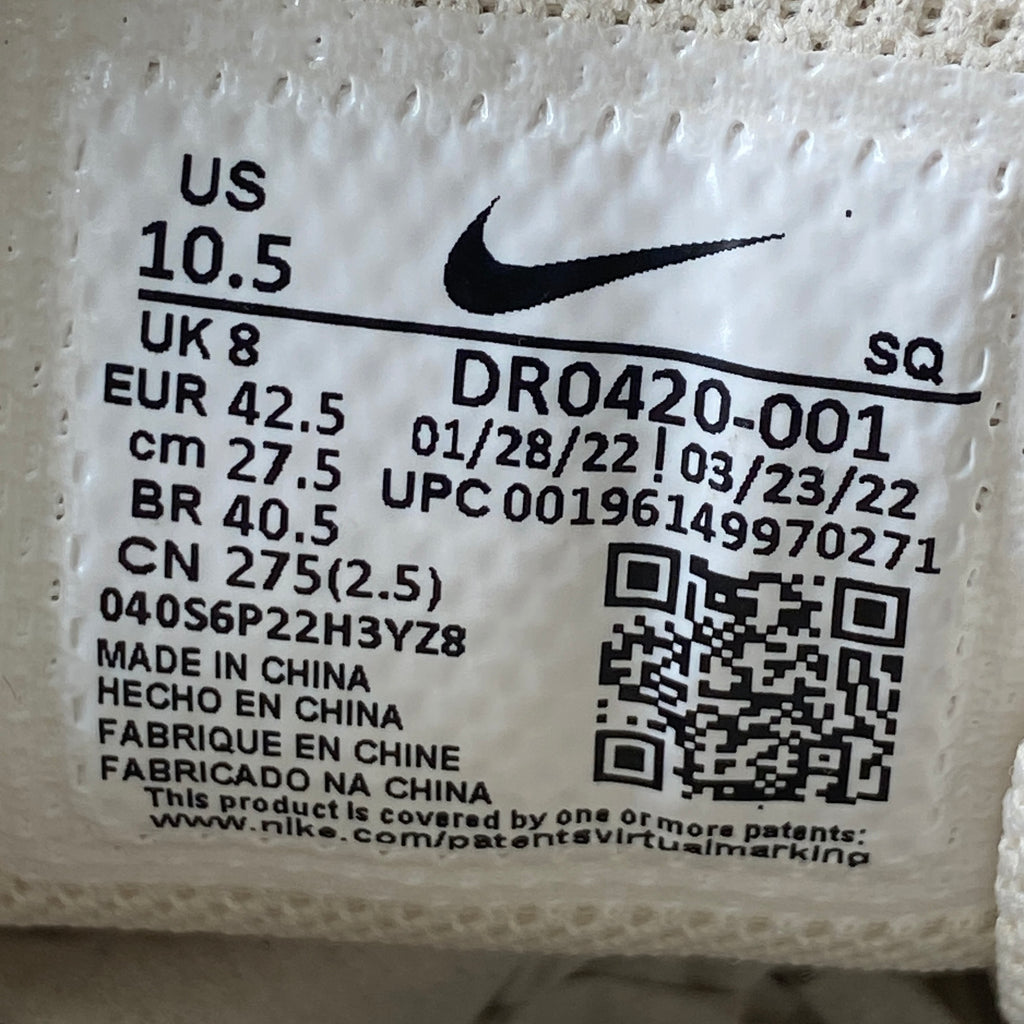 US
10.5
SQ
UK 8
EUR 42.5
cm 27.5
BR 40.5
CN 275(2.5)
DR0420-001
01/28/22 ! 03/23/22
UPC 00196149970271
040S6P22H3YZ8
MADE IN CHINA
HECHO EN CHINA
FABRIQUE EN CHINE
FABRICADO NA CHINA
This product is covered by one or more patents:
www.nike.com/patentsvirtualmarking